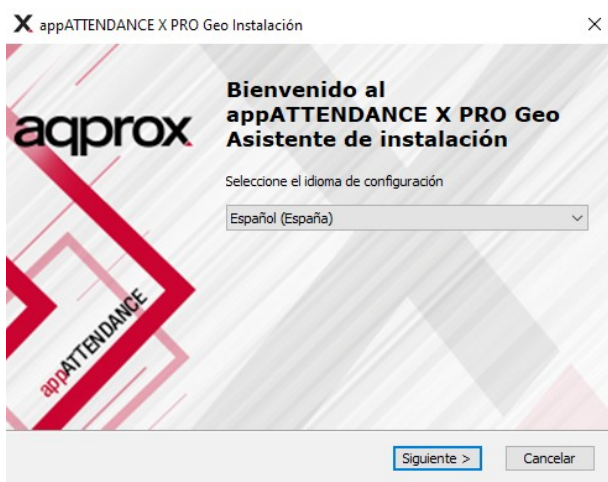 X appATTENDANCE X PRO Geo Instalación
Bienvenido al
appATTENDANCE X PRO Geo
Asistente de instalación
aqprox
Seleccione el idioma de configuración
Español (España)
appATTENDANCE
Siguiente >
Cancelar